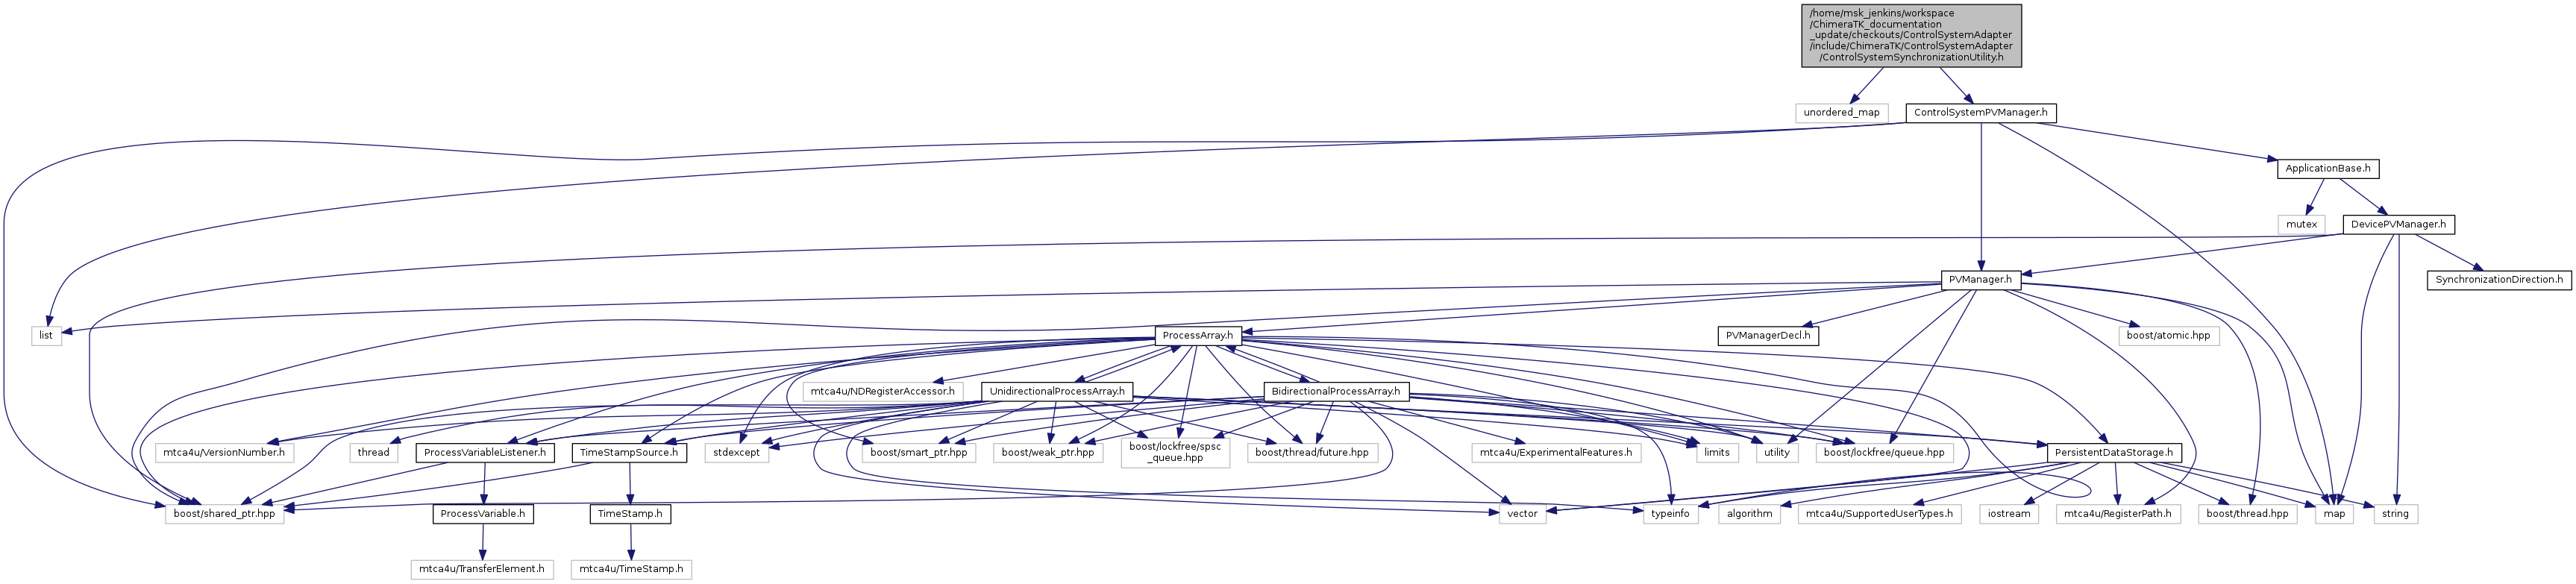 /home/msk_jenkins/workspace
/ChimeraTK_documentation
_update/checkouts/ControlSystemAdapter
/include/ChimeraTK/ControlSystemAdapter
/ControlSystemSynchronizationUtility.h
unordered_map
ControlSystemPVManager.h
ApplicationBase.h
mutex
DevicePVManager.h
PVManager.h
SynchronizationDirection.h
list
ProcessArray.h
PVManagerDecl.h
boost/atomic.hpp
mtca4u/NDRegisterAccessor.h
UnidirectionalProcessArray.h
BidirectionalProcessArray.h
mtca4u/VersionNumber.h
thread
ProcessVariableListener.h
TimeStampSource.h
stdexcept
boost/smart_ptr.hpp
boost/weak_ptr.hpp
boost/lockfree/spsc
_queue.hpp
boost/thread/future.hpp
mtca4u/ExperimentalFeatures.h
limits
utility
boost/lockfree/queue.hpp
PersistentDataStorage.h
boost/shared_ptr.hpp
ProcessVariable.h
TimeStamp.h
vector
typeinfo
algorithm
mtca4u/SupportedUserTypes.h
iostream
mtca4u/RegisterPath.h
boost/thread.hpp
map
string
mtca4u/TransferElement.h
mtca4u/TimeStamp.h